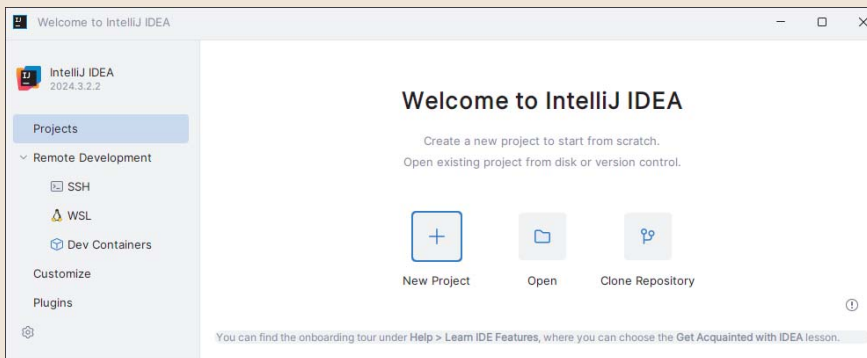 Welcome to IntelliJ IDEA
IntelliJ IDEA
2024.3.2.2
Projects
Remote Development
SSH
WSL
Dev Containers
Customize
Plugins
Welcome to IntelliJ IDEA
Create a new project to start from scratch.
Open existing project from disk or version control.
New Project
Open
Clone Repository
You can find the onboarding tour under Help > Learn IDE Features, where you can choose the Get Acquainted with IDEA lesson.